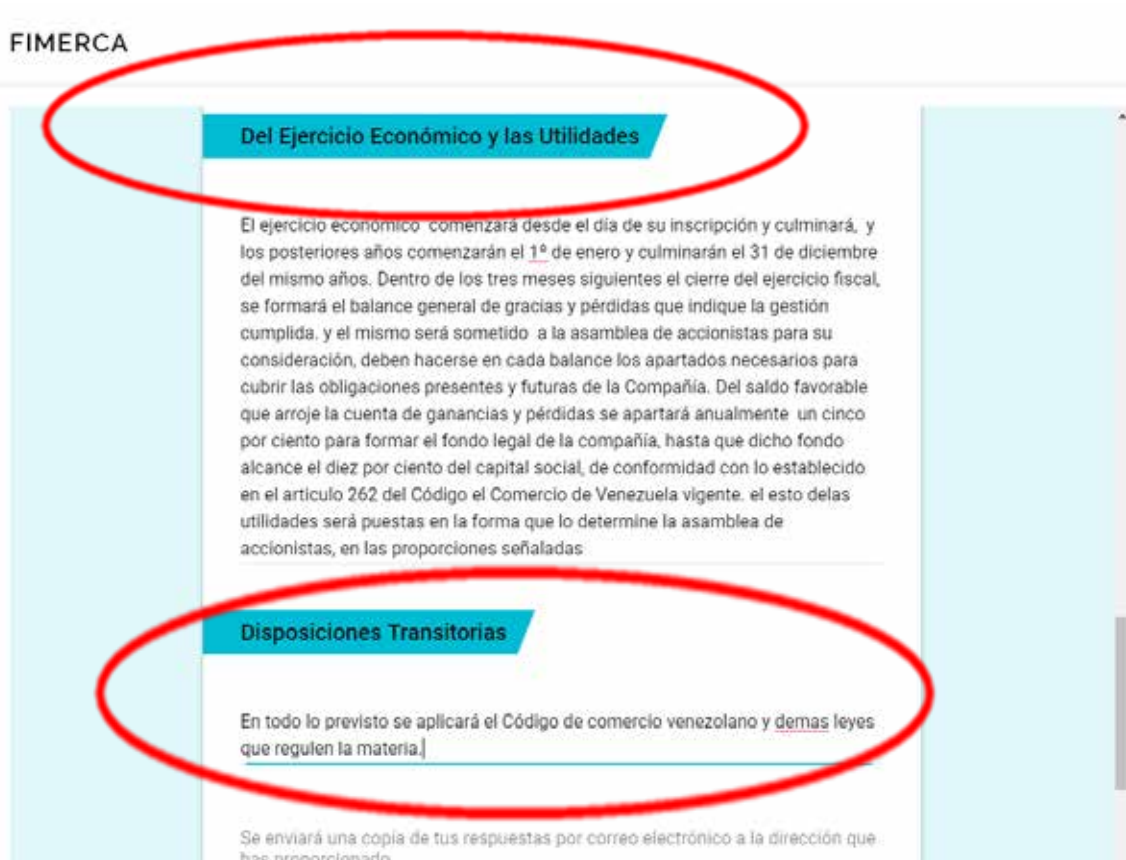 FIMERCA
Del Ejercicio Económico y las Utilidades
El ejercicio económico comenzará desde el día de su inscripción y culminará, y
los posteriores años comenzarán el 1º de enero y culminarán el 31 de diciembre
del mismo años. Dentro de los tres meses siguientes el cierre del ejercicio fiscal,
se formará el balance general de gracias y pérdidas que indique la gestión
cumplida. y el mismo será sometido a la asamblea de accionistas para su
consideración, deben hacerse en cada balance los apartados necesarios para
cubrir las obligaciones presentes y futuras de la Compañía. Del saldo favorable
que arroje la cuenta de ganancias y pérdidas se apartará anualmente un cinco
por ciento para formar el fondo legal de la compañía, hasta que dicho fondo
alcance el diez por ciento del capital social, de conformidad con lo establecido
en el articulo 262 del Código el Comercio de Venezuela vigente. el esto delas
utilidades será puestas en la forma que lo determine la asamblea de
accionistas, en las proporciones señaladas
Disposiciones Transitorias
En todo lo previsto se aplicará el Código de comercio venezolano y demas leyes
que regulen la materia.
Se enviará una copia de tus respuestas por correo electrónico a la dirección que
has proporcionado